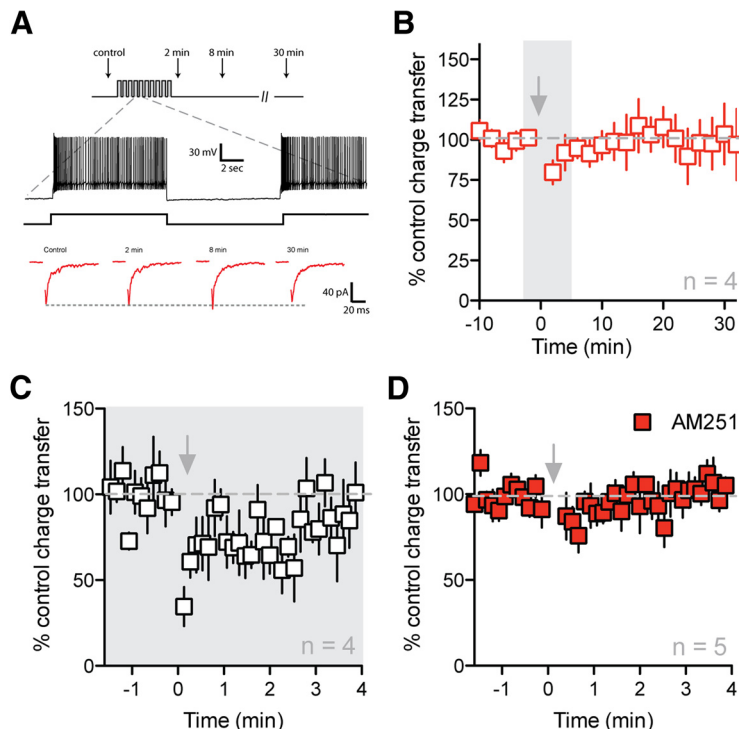 A
control
2 min
8 min
30 min
//
30 mV
2 sec
Control
2 min
8 min
30 min
40 pA
20 ms
B
% control charge transfer
150
125
100
75
50
25
0
-10
0
10
20
30
Time (min)
n = 4
C
% control charge transfer
150
100
50
0
-1
0
1
2
3
4
Time (min)
n = 4
D
% control charge transfer
150
100
50
0
-1
0
1
2
3
4
Time (min)
AM251
n = 5